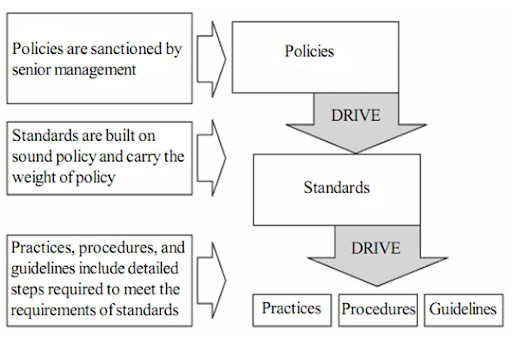 Policies are sanctioned by
senior management
Policies
DRIVE
Standards are built on
sound policy and carry the
weight of policy
Standards
DRIVE
Practices, procedures, and
guidelines include detailed
steps required to meet the
requirements of standards
Practices
Procedures
Guidelines